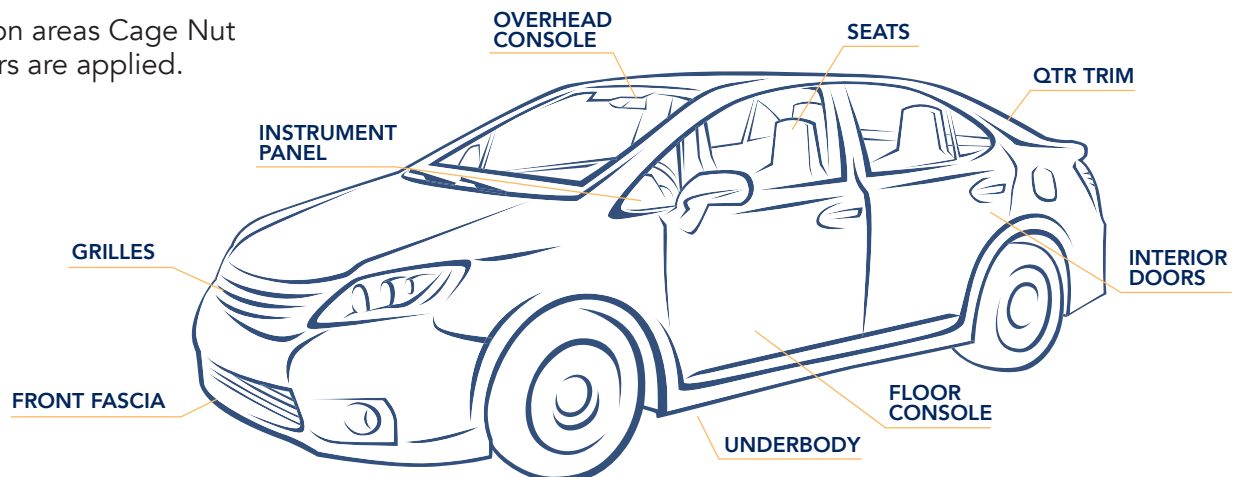 on areas Cage Nut
rs are applied.
OVERHEAD
CONSOLE
SEATS
QTR TRIM
INSTRUMENT
PANEL
GRILLES
INTERIOR
DOORS
FRONT FASCIA
FLOOR
CONSOLE
UNDERBODY